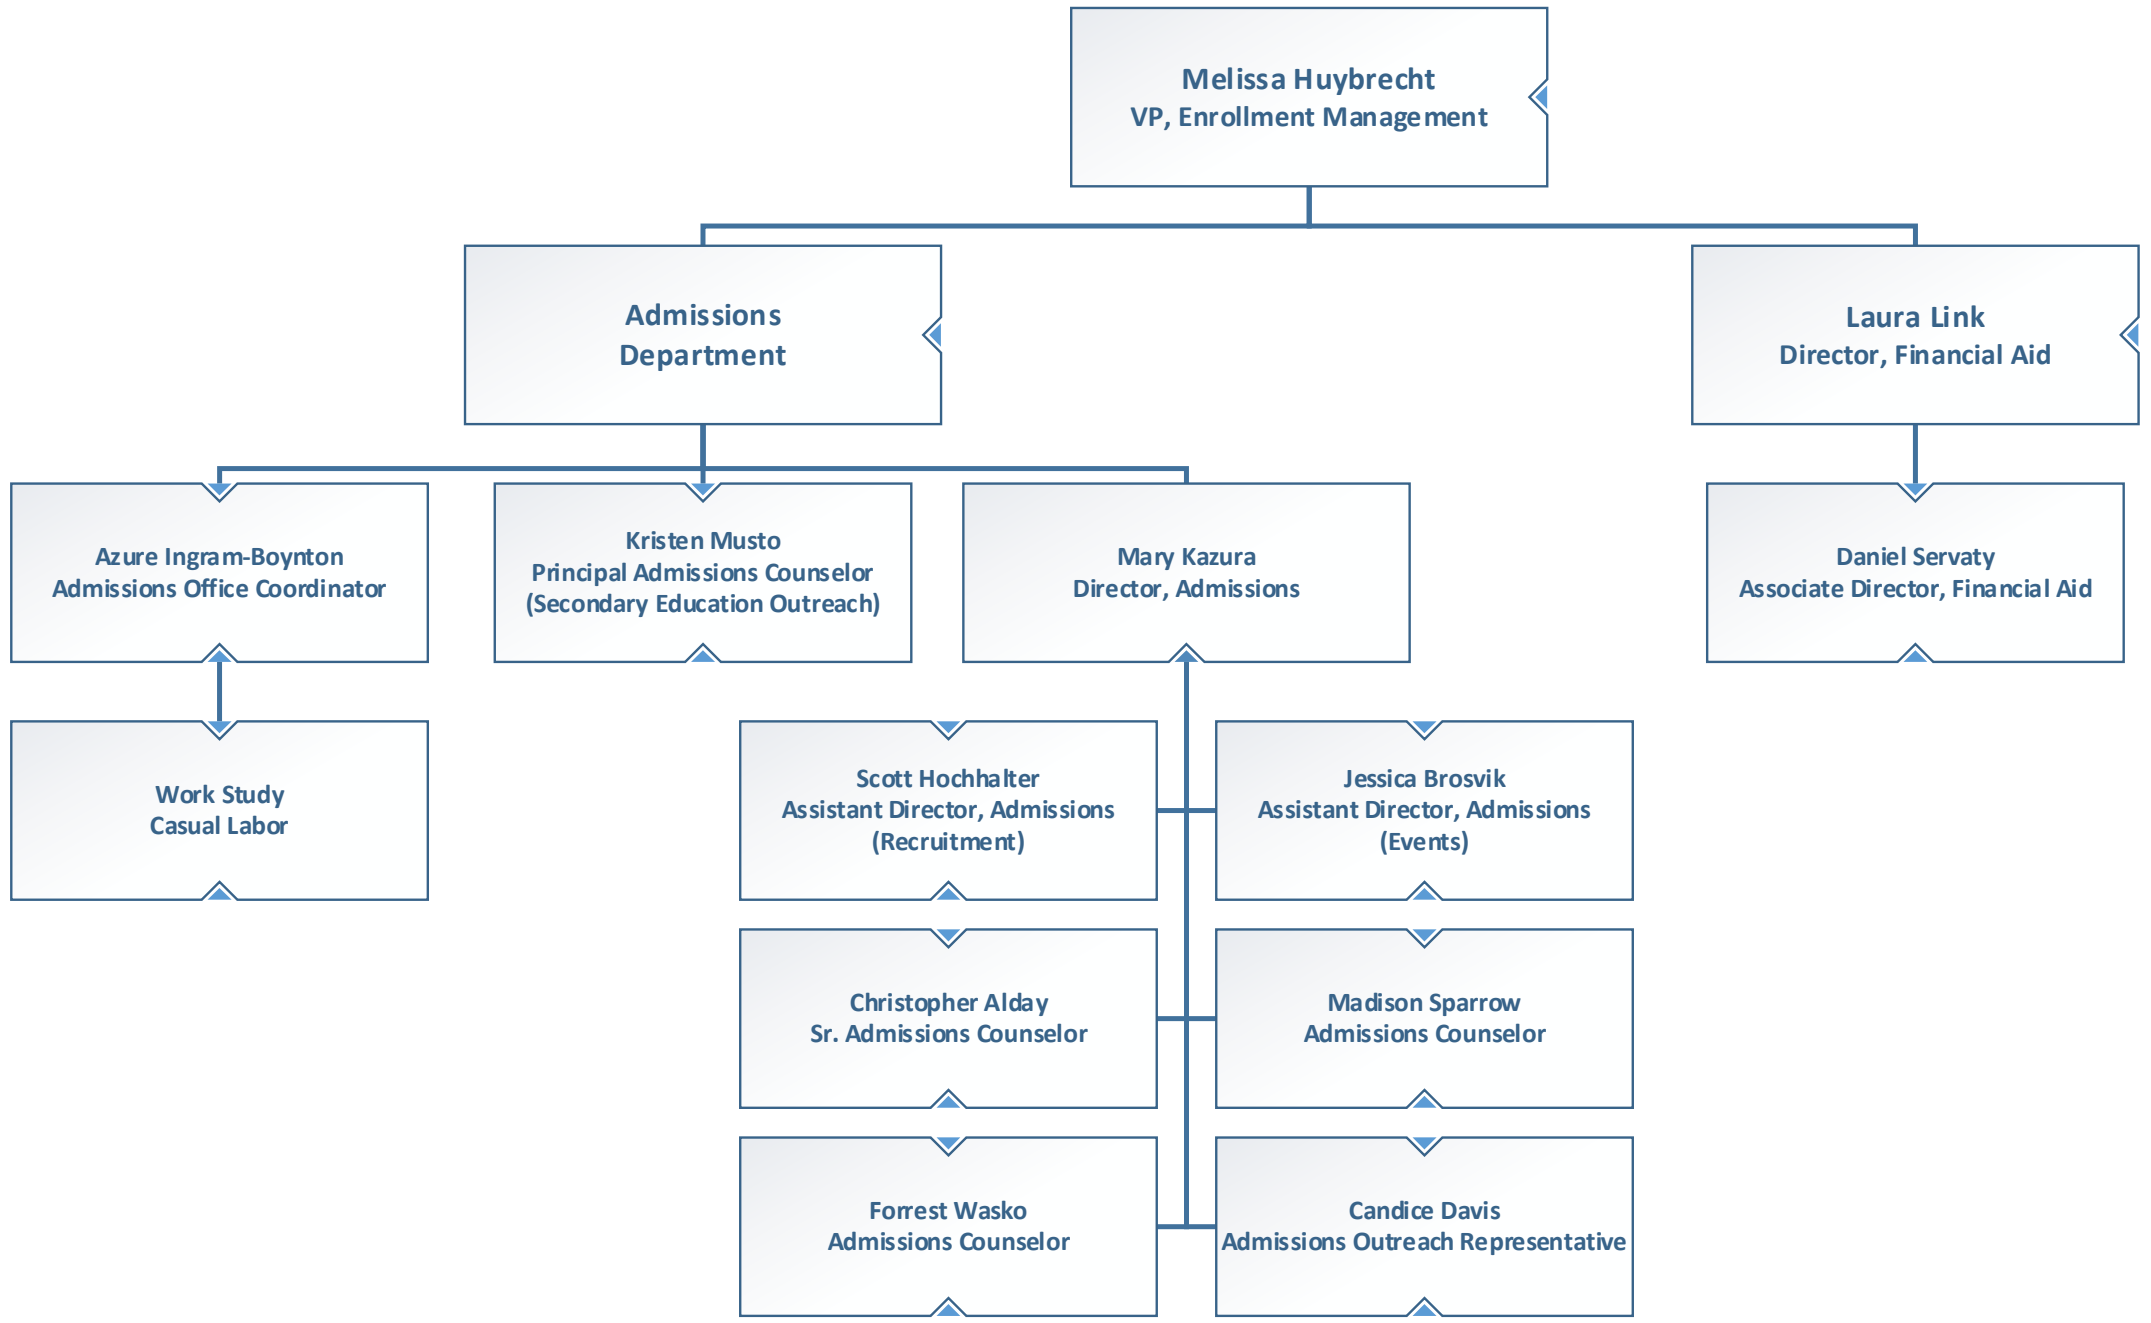 Melissa Huybrecht
VP, Enrollment Management
Admissions
Department
Laura Link
Director, Financial Aid
Azure Ingram-Boynton
Admissions Office Coordinator
Kristen Musto
Principal Admissions Counselor
(Secondary Education Outreach)
Mary Kazura
Director, Admissions
Daniel Servaty
Associate Director, Financial Aid
Work Study
Casual Labor
Scott Hochhalter
Assistant Director, Admissions
(Recruitment)
Jessica Brosvik
Assistant Director, Admissions
(Events)
Christopher Alday
Sr. Admissions Counselor
Madison Sparrow
Admissions Counselor
Forrest Wasko
Admissions Counselor
Candice Davis
Admissions Outreach Representative